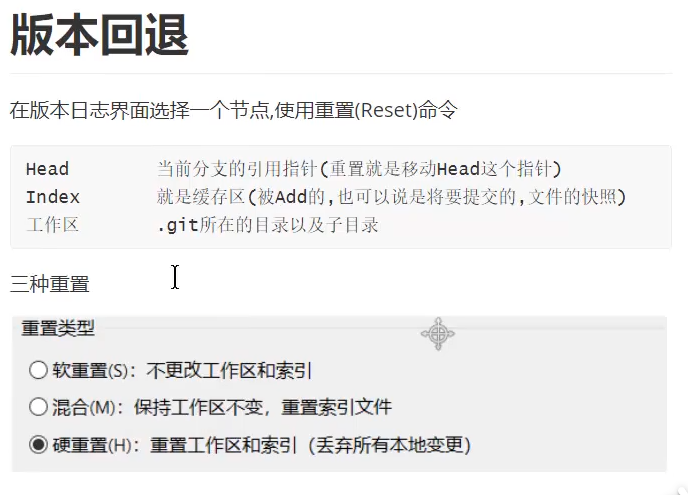 版本回退
在版本日志界面选择一个节点,使用重置(Reset)命令
Head 当前分支的引用指针(重置就是移动Head这个指针)
Index 就是缓存区(被Add的,也可以说是将要提交的,文件的快照)
工作区 .git所在的目录以及子目录
三种重置
重置类型
软重置(S)：不更改工作区和索引
混合(M)：保持工作区不变，重置索引文件
硬重置(H)：重置工作区和索引（丢弃所有本地变更）